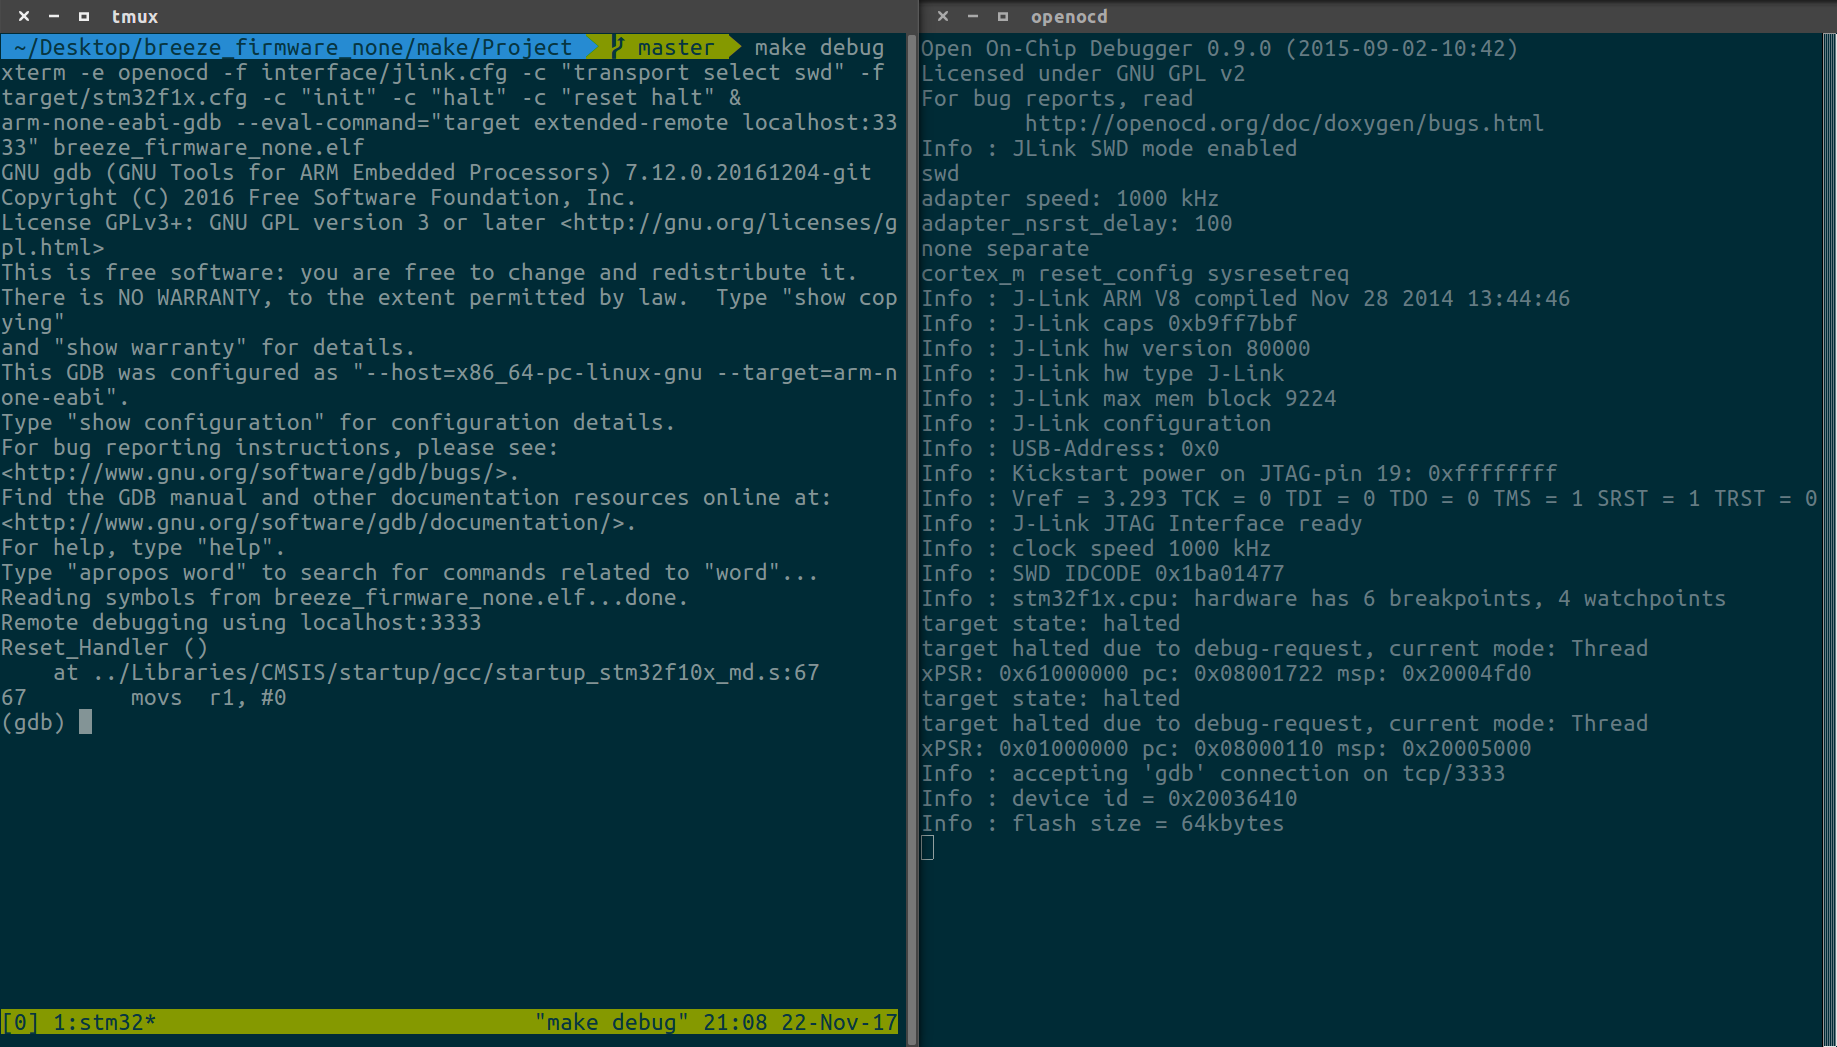 tmux
~/Desktop/breeze_firmware_none/make/Project master make debug
xterm -e openocd -f interface/jlink.cfg -c "transport select swd" -f
target/stm32f1x.cfg -c "init" -c "halt" -c "reset halt" &
arm-none-eabi-gdb --eval-command="target extended-remote localhost:33
33" breeze_firmware_none.elf
GNU gdb (GNU Tools for ARM Embedded Processors) 7.12.0.20161204-git
Copyright (C) 2016 Free Software Foundation, Inc.
License GPLv3+: GNU GPL version 3 or later <http://gnu.org/licenses/g
pl.html>
This is free software: you are free to change and redistribute it.
There is NO WARRANTY, to the extent permitted by law.  Type "show cop
ying"
and "show warranty" for details.
This GDB was configured as "--host=x86_64-pc-linux-gnu --target=arm-n
one-eabi".
Type "show configuration" for configuration details.
For bug reporting instructions, please see:
<http://www.gnu.org/software/gdb/bugs/>.
Find the GDB manual and other documentation resources online at:
<http://www.gnu.org/software/gdb/documentation/>.
For help, type "help".
Type "apropos word" to search for commands related to "word"...
Reading symbols from breeze_firmware_none.elf...done.
Remote debugging using localhost:3333
Reset_Handler ()
    at ../Libraries/CMSIS/startup/gcc/startup_stm32f10x_md.s:67
67        movs  r1, #0
(gdb)
[0] 1:stm32* "make debug" 21:08 22-Nov-17
openocd
Open On-Chip Debugger 0.9.0 (2015-09-02-10:42)
Licensed under GNU GPL v2
For bug reports, read
        http://openocd.org/doc/doxygen/bugs.html
Info : JLink SWD mode enabled
swd
adapter speed: 1000 kHz
adapter_nsrst_delay: 100
none separate
cortex_m reset_config sysresetreq
Info : J-Link ARM V8 compiled Nov 28 2014 13:44:46
Info : J-Link caps 0xb9ff7bbf
Info : J-Link hw version 80000
Info : J-Link hw type J-Link
Info : J-Link max mem block 9224
Info : J-Link configuration
Info : USB-Address: 0x0
Info : Kickstart power on JTAG-pin 19: 0xffffffff
Info : Vref = 3.293 TCK = 0 TDI = 0 TDO = 0 TMS = 1 SRST = 1 TRST = 0
Info : J-Link JTAG Interface ready
Info : clock speed 1000 kHz
Info : SWD IDCODE 0x1ba01477
Info : stm32f1x.cpu: hardware has 6 breakpoints, 4 watchpoints
target state: halted
target halted due to debug-request, current mode: Thread
xPSR: 0x61000000 pc: 0x08001722 msp: 0x20004fd0
target state: halted
target halted due to debug-request, current mode: Thread
xPSR: 0x01000000 pc: 0x08000110 msp: 0x20005000
Info : accepting 'gdb' connection on tcp/3333
Info : device id = 0x20036410
Info : flash size = 64kbytes